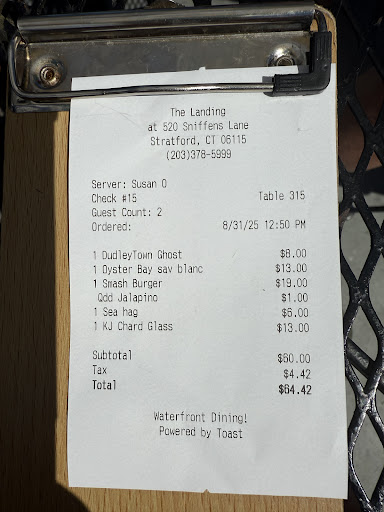 The Landing
at 520 Sniffens Lane
Stratford, CT 06115
(203)378-5999
Server: Susan O
Check #15 Table 315
Guest Count: 2
Ordered: 8/31/25 12:50 PM
1 DudleyTown Ghost $8.00
1 Oyster Bay sav blanc $13.00
1 Smash Burger $19.00
Qdd Jalapino $1.00
1 Sea hag $6.00
1 KJ Chard Glass $13.00
Subtotal $60.00
Tax $4.42
Total $64.42
Waterfront Dining!
Powered by Toast